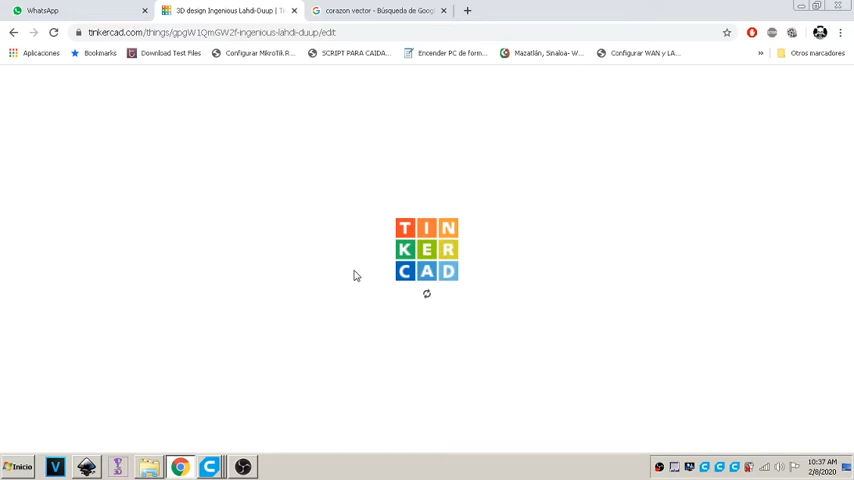 WhatsApp
3D design Ingenious Lahdi-Duup | Ti
corazon vector - Búsqueda de Goog
tinkercad.com/things/gpgW1QmGW2f-ingenious-lahdi-duup/edit
Aplicaciones
Bookmarks
Download Test Files
Configurar MikroTik R...
SCRIPT PARA CAIDA...
Encender PC de form...
Mazatlán, Sinaloa-W...
Configurar WAN y LA...
Otros marcadores
TIN
KER
CAD
Inicio
10:37 AM
2/8/2020